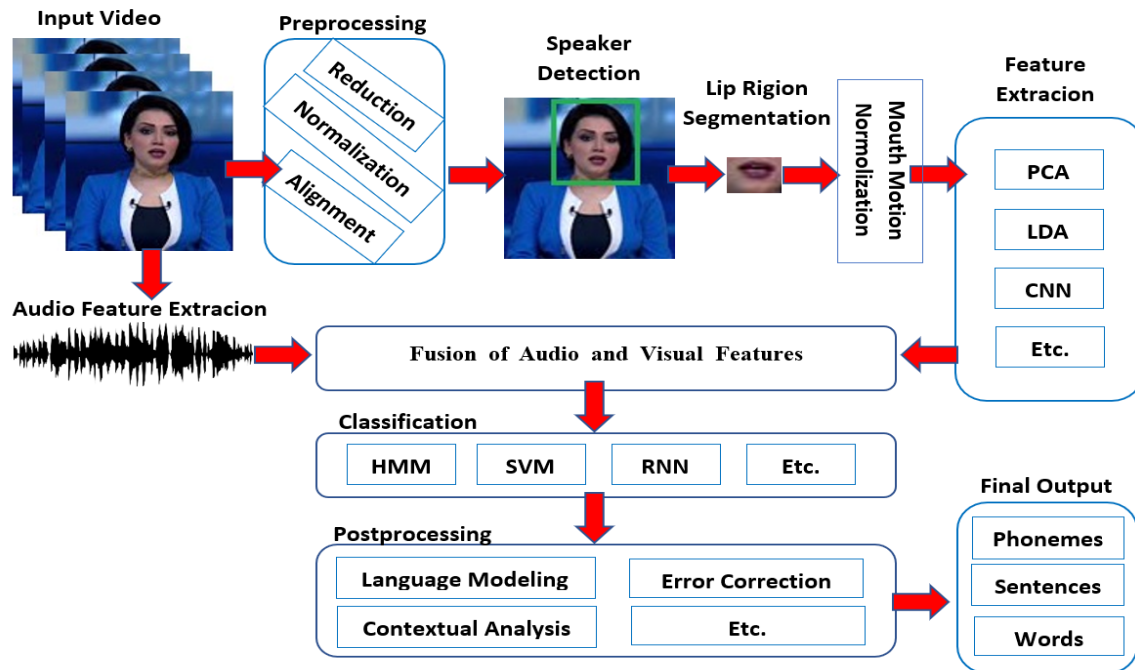 Input Video
Preprocessing
Reduction
Normalization
Alignment
Speaker
Detection
Lip Rigion
Segmentation
Mouth Motion
Normolization
Feature
Extracion
PCA
LDA
CNN
Etc.
Audio Feature Extracion
Fusion of Audio and Visual Features
Classification
HMM
SVM
RNN
Etc.
Postprocessing
Language Modeling
Error Correction
Contextual Analysis
Etc.
Final Output
Phonemes
Sentences
Words